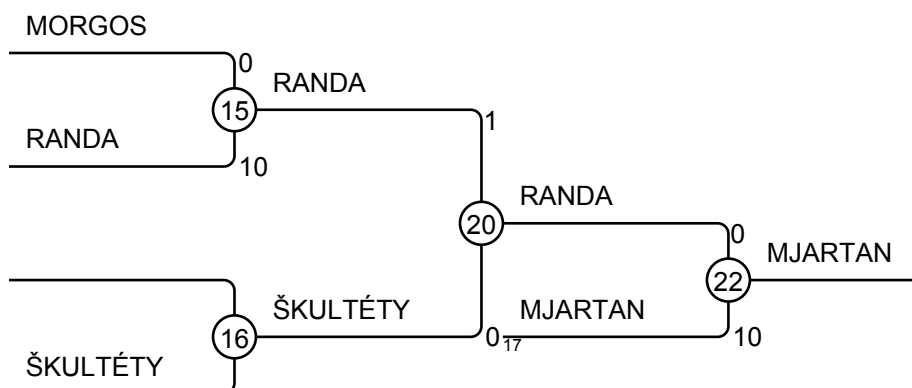 MORGOS
0
15
RANDA
RANDA
10
1
20
RANDA
0
22
MJARTAN
16
ŠKULTÉTY
0
17
MJARTAN
10
ŠKULTÉTY